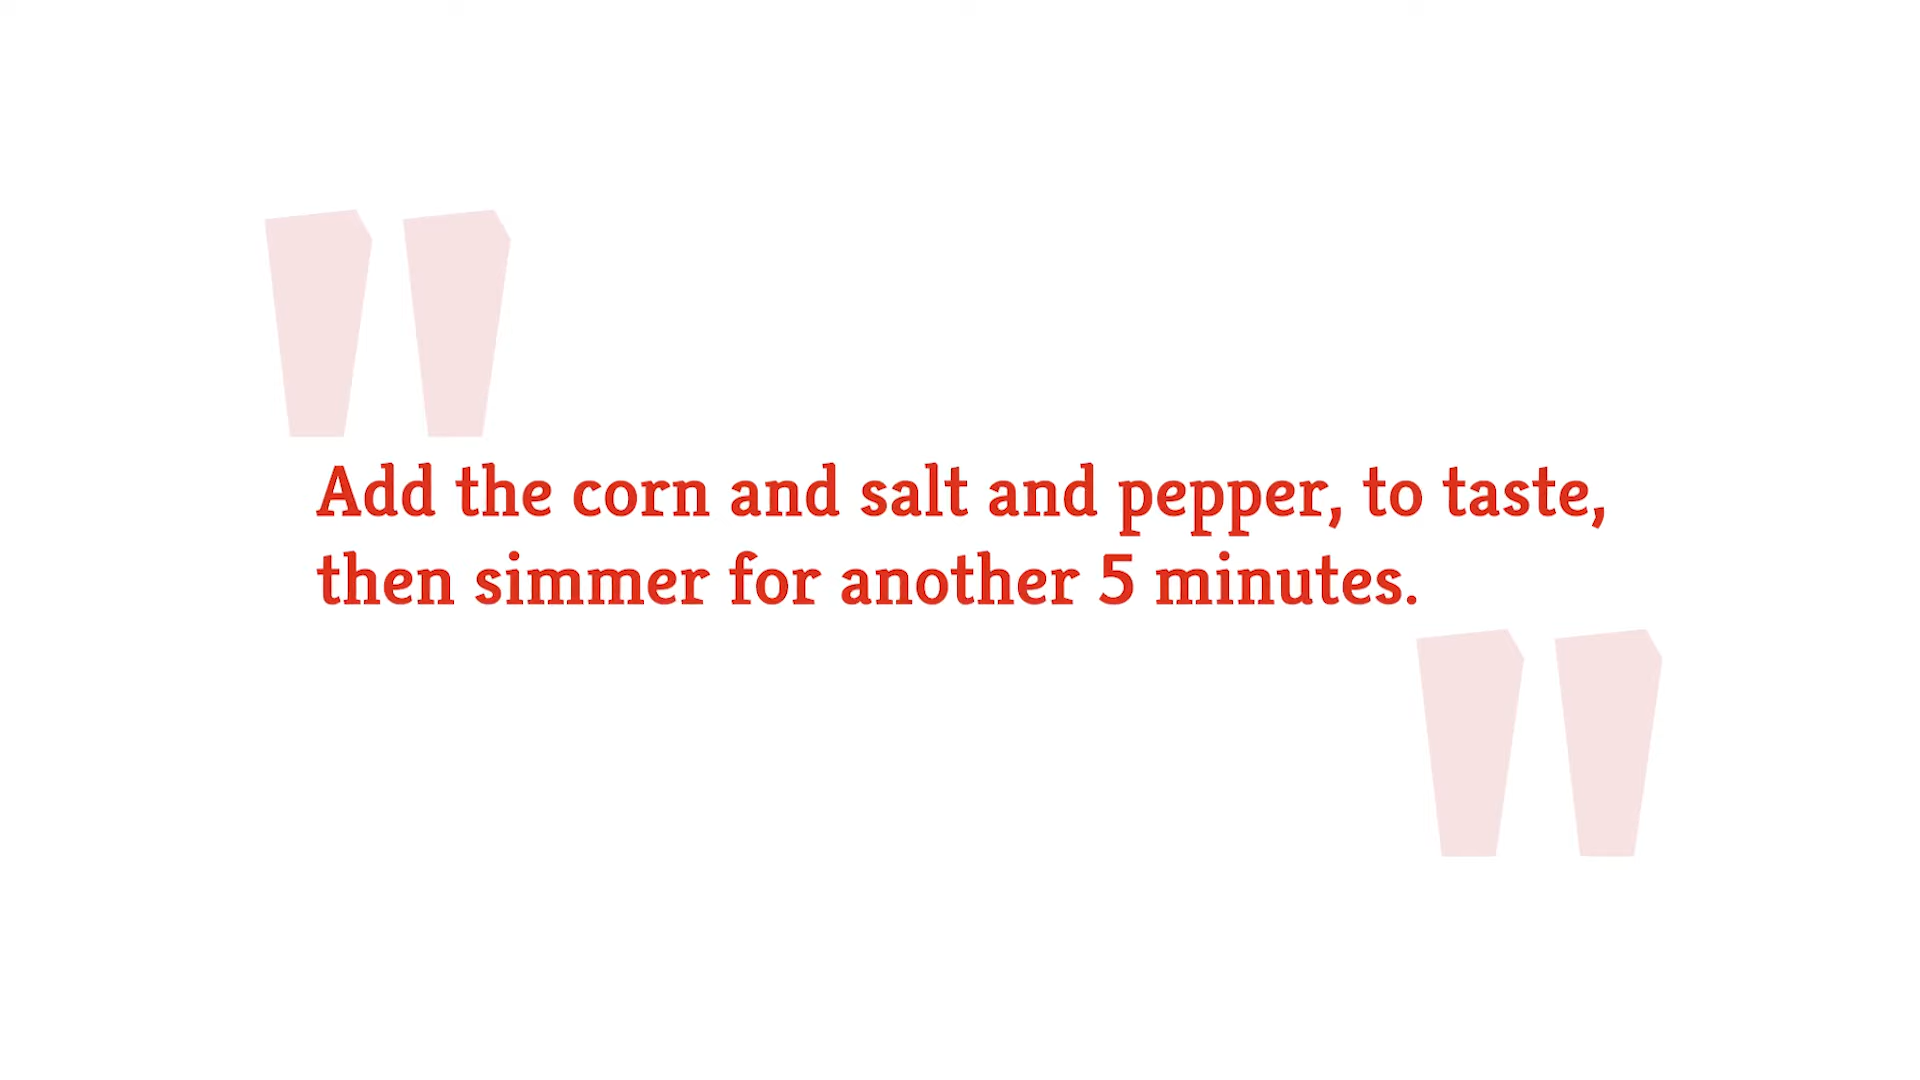 "
Add the corn and salt and pepper, to taste,
then simmer for another 5 minutes.
"